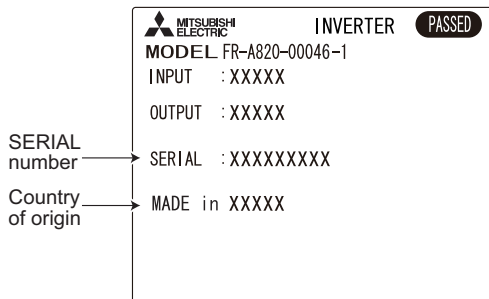 MITSUBISHI ELECTRIC INVERTER PASSED
MODEL FR-A820-00046-1
INPUT : XXXXX
OUTPUT : XXXXX
SERIAL number
SERIAL : XXXXXXXXX
Country of origin
MADE in XXXXX